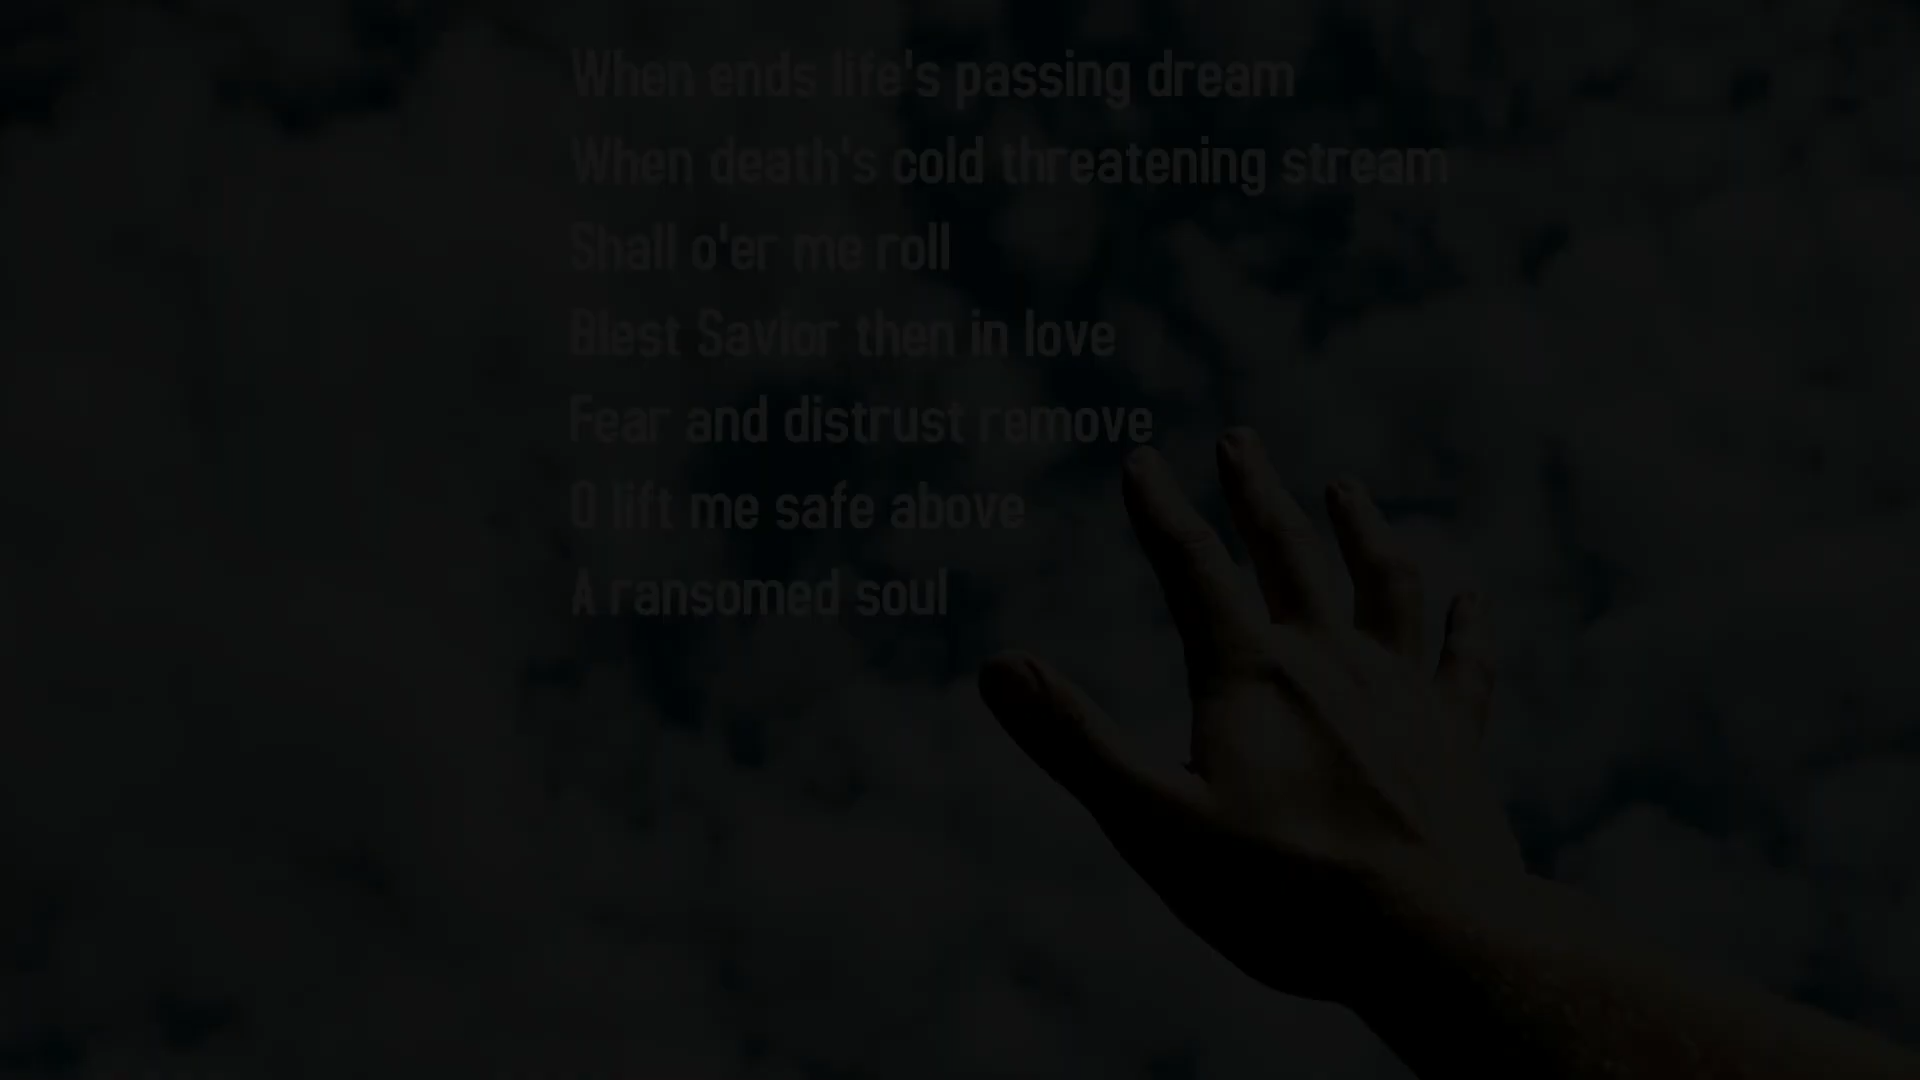 When ends life's passing dream
When death's cold threatening stream
Shall o'er me roll
Blest Savior then in love
Fear and distrust remove
O lift me safe above
A ransomed soul